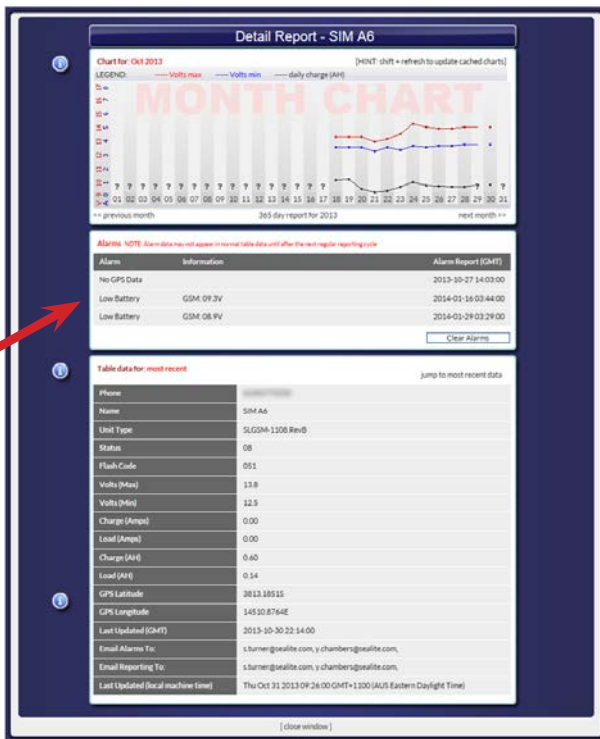 Detail Report - SIM A6
Chart for: Oct 2013 [HINT: shift + refresh to update cached charts]
LEGEND: ----- Volts max ----- Volts min ----- daily charge (AH)
MONTH CHART
? ? ? ? ? ? ? ? ? ? ? ? ? ? ? ? ? ? ?
01 02 03 04 05 06 07 08 09 10 11 12 13 14 15 16 17 18 19 20 21 22 23 24 25 26 27 28 29 30 31
<< previous month 365 day report for 2013 next month >>
Alarms NOTE: Alarm data may not appear in normal table data until after the next regular reporting cycle
Alarm Information Alarm Report (GMT)
No GPS Data 2013-10-27 14:03:00
Low Battery GSM: 09.3V 2014-01-16 03:44:00
Low Battery GSM: 08.9V 2014-01-29 03:29:00
Clear Alarms
Table data for: most recent jump to most recent data
Phone
Name SIM A6
Unit Type SLGSM-1108.RevB
Status 08
Flash Code 051
Volts (Max) 13.8
Volts (Min) 12.5
Charge (Amps) 0.00
Load (Amps) 0.00
Charge (AH) 0.60
Load (AH) 0.14
GPS Latitude 3813.1851S
GPS Longitude 14510.8764E
Last Updated (GMT) 2013-10-30 22:14:00
Email Alarms To: s.turner@sealite.com, y.chambers@sealite.com,
Email Reporting To: s.turner@sealite.com, y.chambers@sealite.com,
Last Updated (local machine time) Thu Oct 31 2013 09:26:00 GMT+1100 (AUS Eastern Daylight Time)
[ close window ]